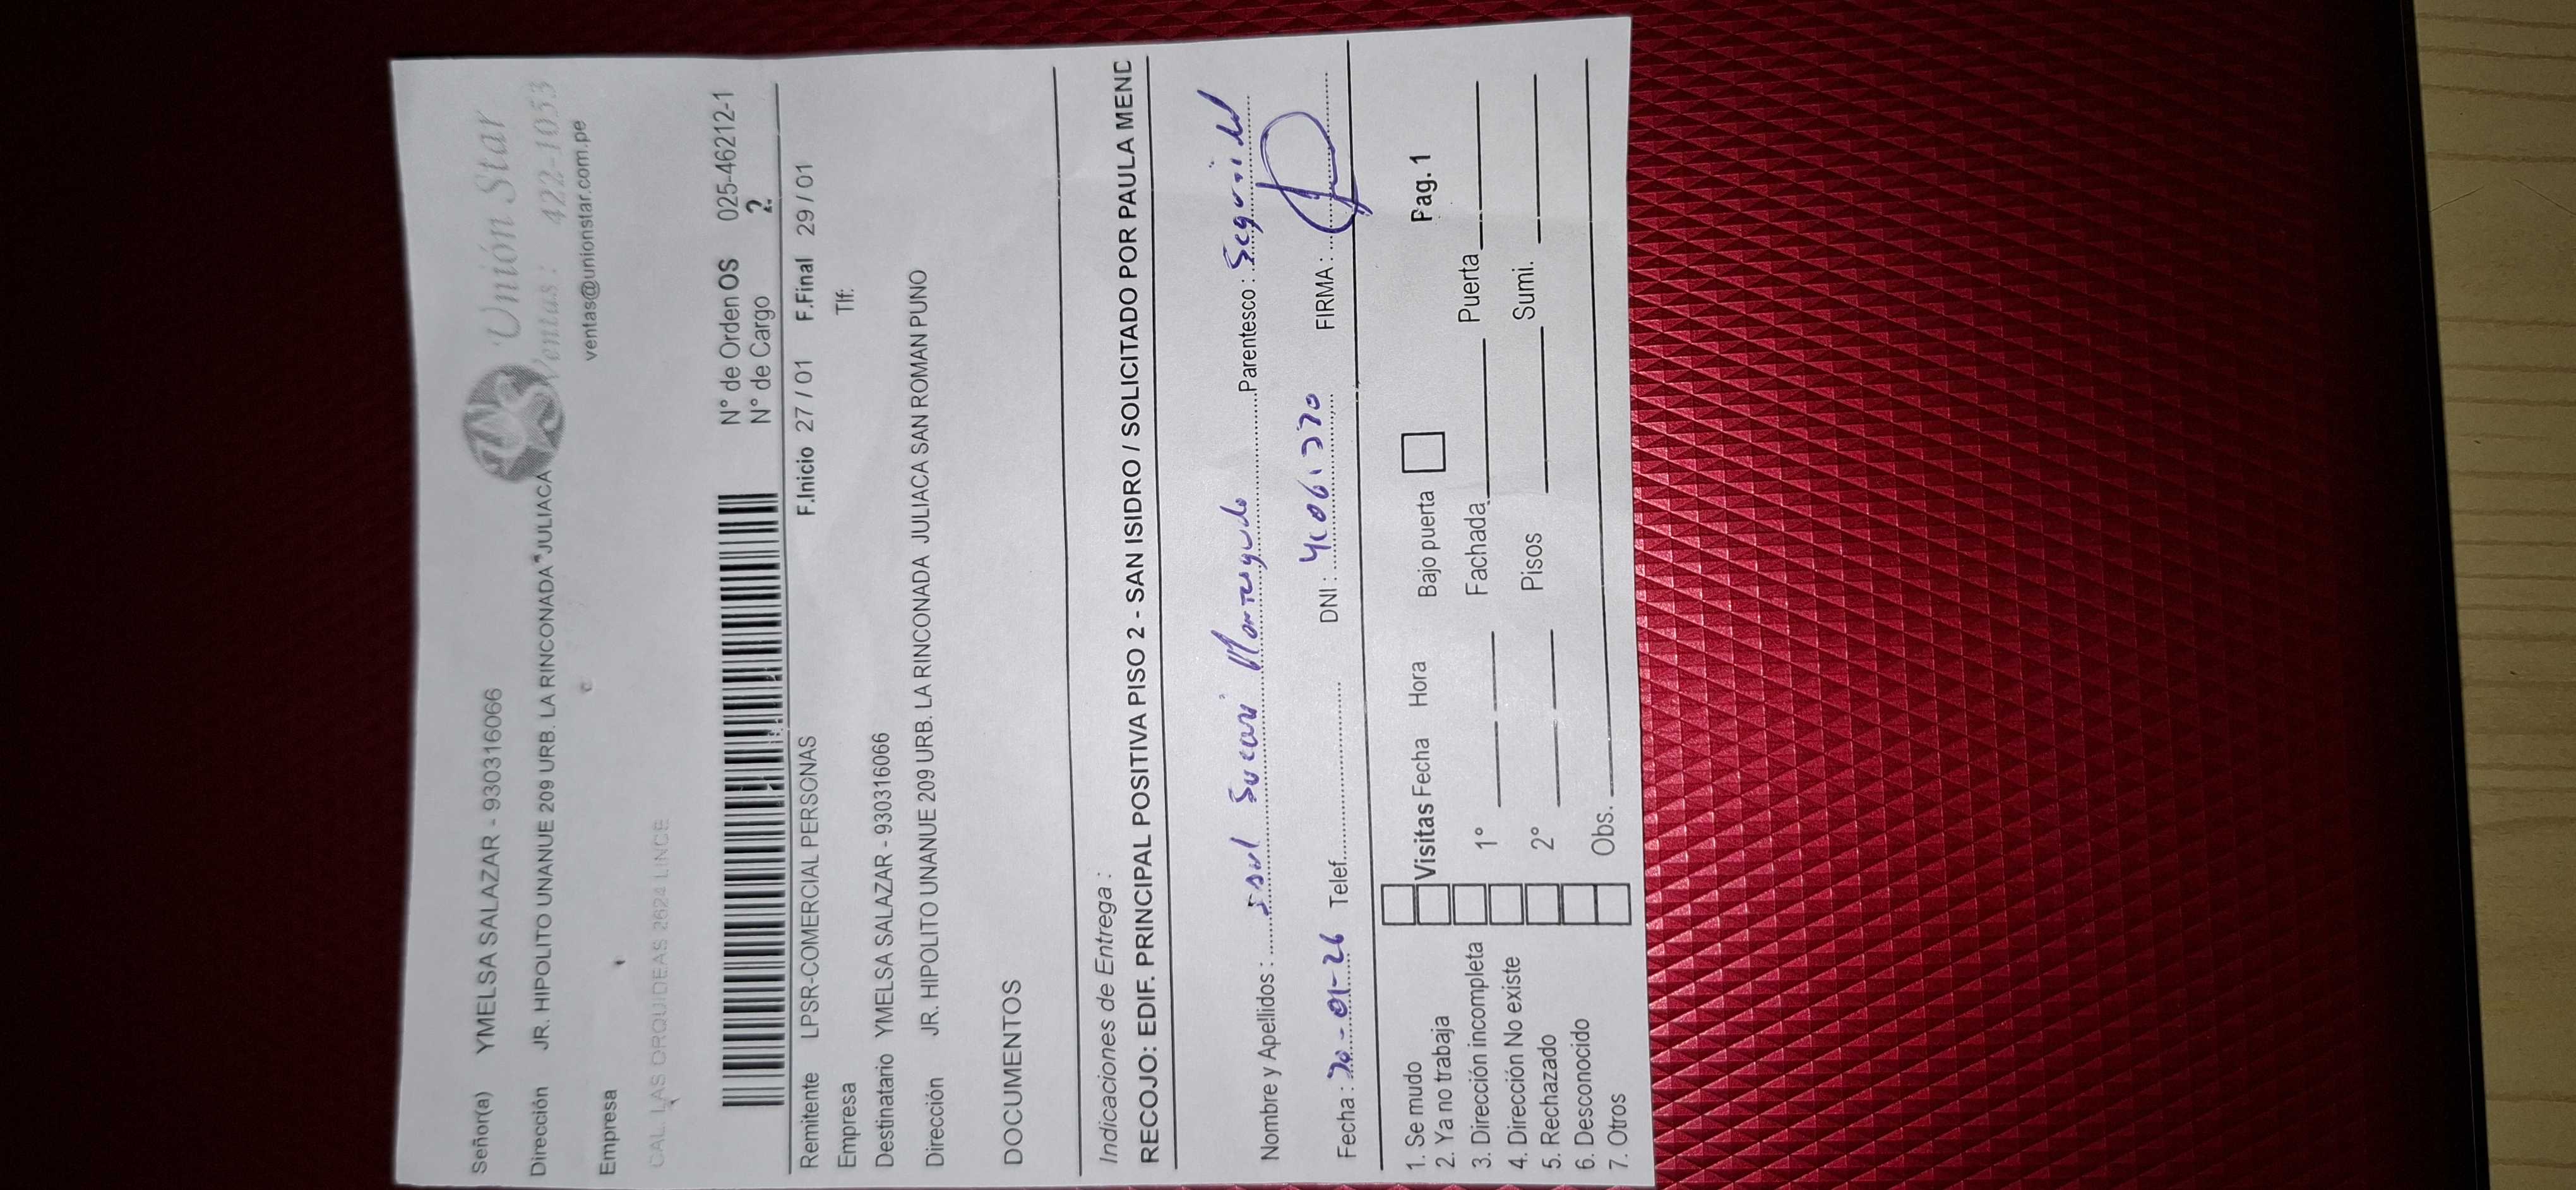 Unión Star
Ventas: 422-1053
ventas@unionstar.com.pe
Señor(a) YMELSA SALAZAR - 930316066
Dirección JR. HIPOLITO UNANUE 209 URB. LA RINCONADA*JULIACA
Empresa
CAL. LAS ORQUIDEAS 2624 LINCE
N° de Orden OS 025-46212-1
N° de Cargo 2
Remitente LPSR-COMERCIAL PERSONAS F.Inicio 27 / 01 F.Final 29 / 01
Empresa Tlf:
Destinatario YMELSA SALAZAR - 930316066
Dirección JR. HIPOLITO UNANUE 209 URB. LA RINCONADA JULIACA SAN ROMAN PUNO
DOCUMENTOS
Indicaciones de Entrega :
RECOJO: EDIF. PRINCIPAL POSITIVA PISO 2 - SAN ISIDRO / SOLICITADO POR PAULA MEND
Nombre y Apellidos : Parentesco :
Fecha : -01-26 Telef. DNI : FIRMA :
1. Se mudo Visitas Fecha Hora Bajo puerta Pag. 1
2. Ya no trabaja
3. Dirección incompleta 1° Fachada Puerta
4. Dirección No existe
5. Rechazado 2° Pisos Sumi.
6. Desconocido
7. Otros Obs.